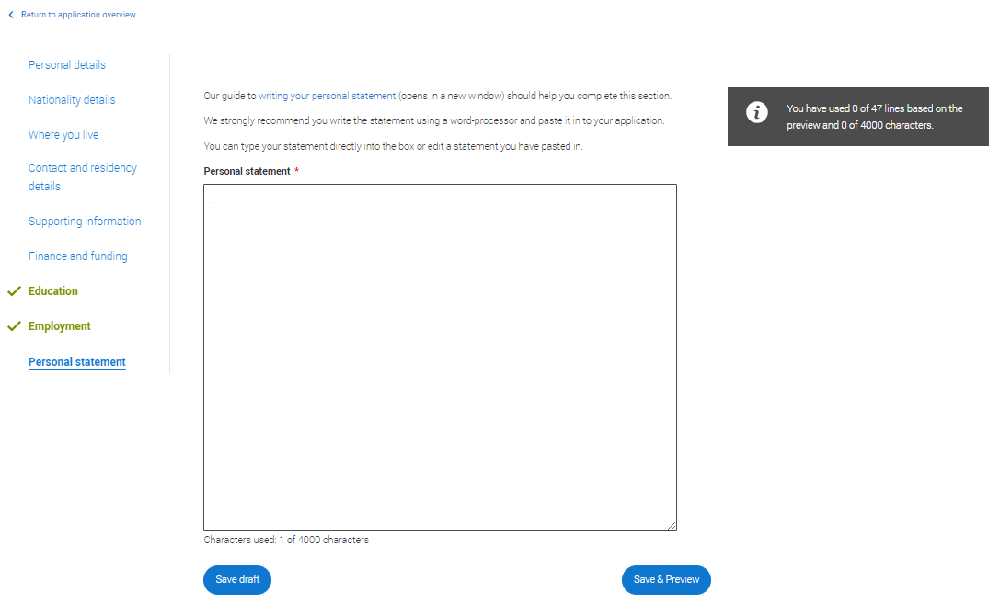 Return to application overview
Personal details
Nationality details
Where you live
Contact and residency
details
Supporting information
Finance and funding
Education
Employment
Personal statement
Our guide to writing your personal statement (opens in a new window) should help you complete this section.
We strongly recommend you write the statement using a word-processor and paste it in to your application.
You can type your statement directly into the box or edit a statement you have pasted in.
Personal statement *
.
Characters used: 1 of 4000 characters
Save draft
Save & Preview
You have used 0 of 47 lines based on the
preview and 0 of 4000 characters.